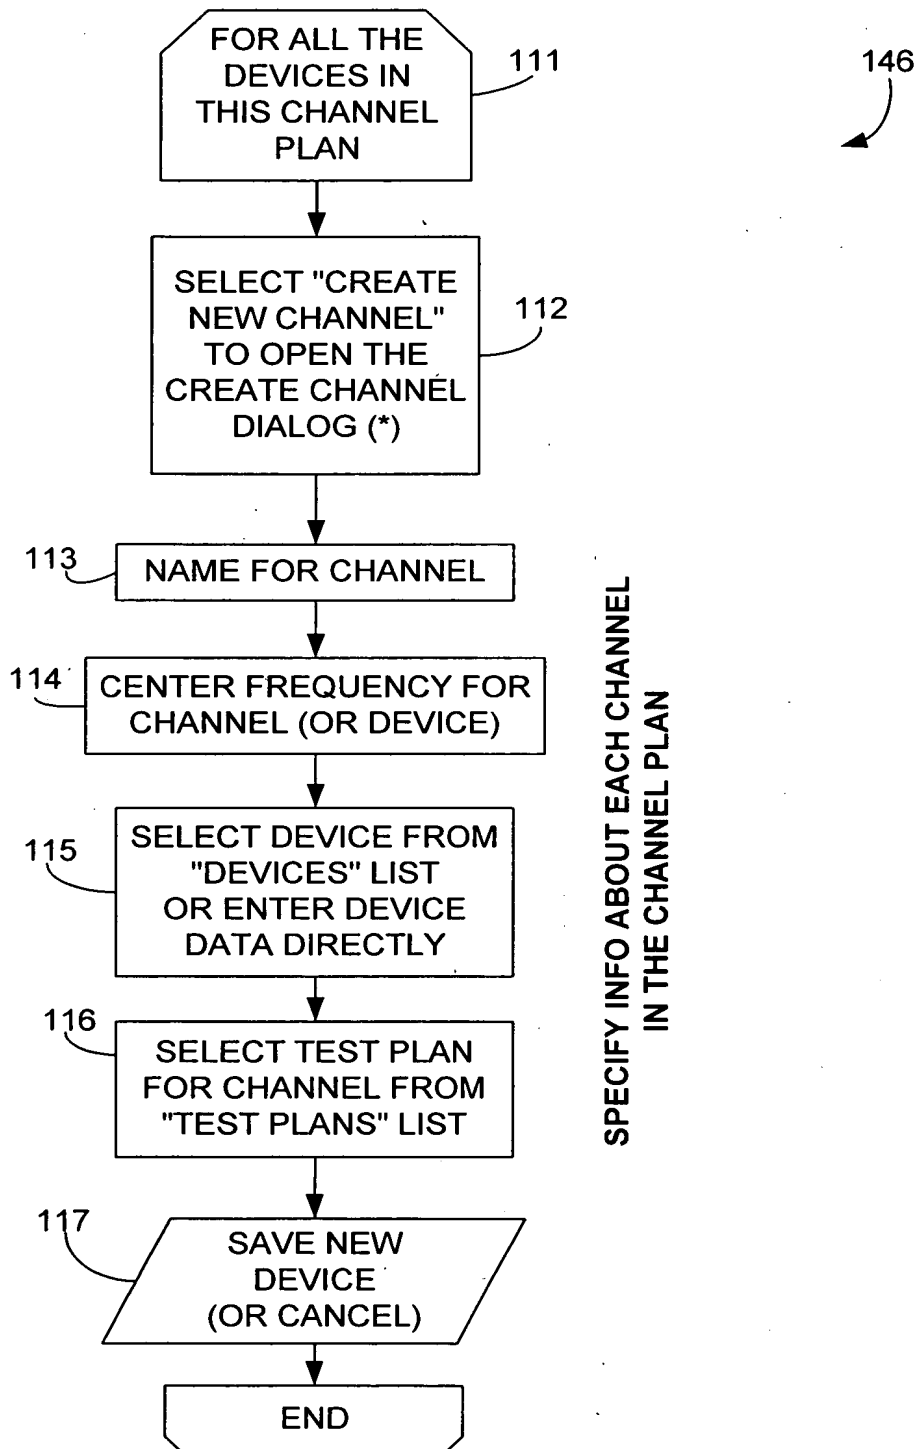 FOR ALL THE
DEVICES IN
THIS CHANNEL
PLAN
111
146
SELECT "CREATE
NEW CHANNEL"
TO OPEN THE
CREATE CHANNEL
DIALOG (*)
112
113
NAME FOR CHANNEL
114
CENTER FREQUENCY FOR
CHANNEL (OR DEVICE)
115
SELECT DEVICE FROM
"DEVICES" LIST
OR ENTER DEVICE
DATA DIRECTLY
116
SELECT TEST PLAN
FOR CHANNEL FROM
"TEST PLANS" LIST
117
SAVE NEW
DEVICE
(OR CANCEL)
END
SPECIFY INFO ABOUT EACH CHANNEL
IN THE CHANNEL PLAN